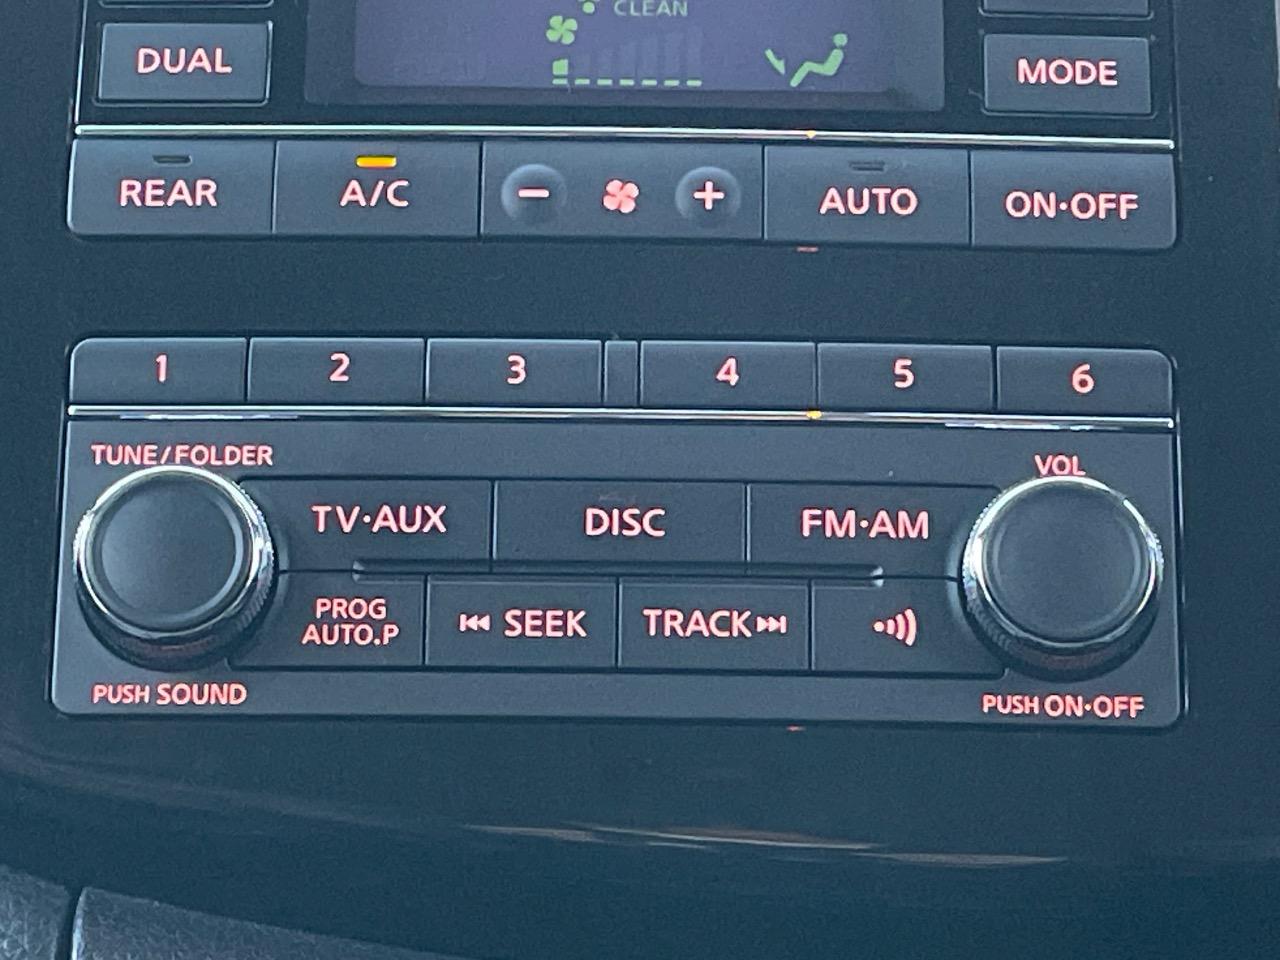 CLEAN
DUAL
MODE
REAR
A/C
AUTO
ON•OFF
1
2
3
4
5
6
TUNE/FOLDER
VOL
TV•AUX
DISC
FM•AM
PROG
AUTO.P
SEEK
TRACK
PUSH SOUND
PUSH ON•OFF